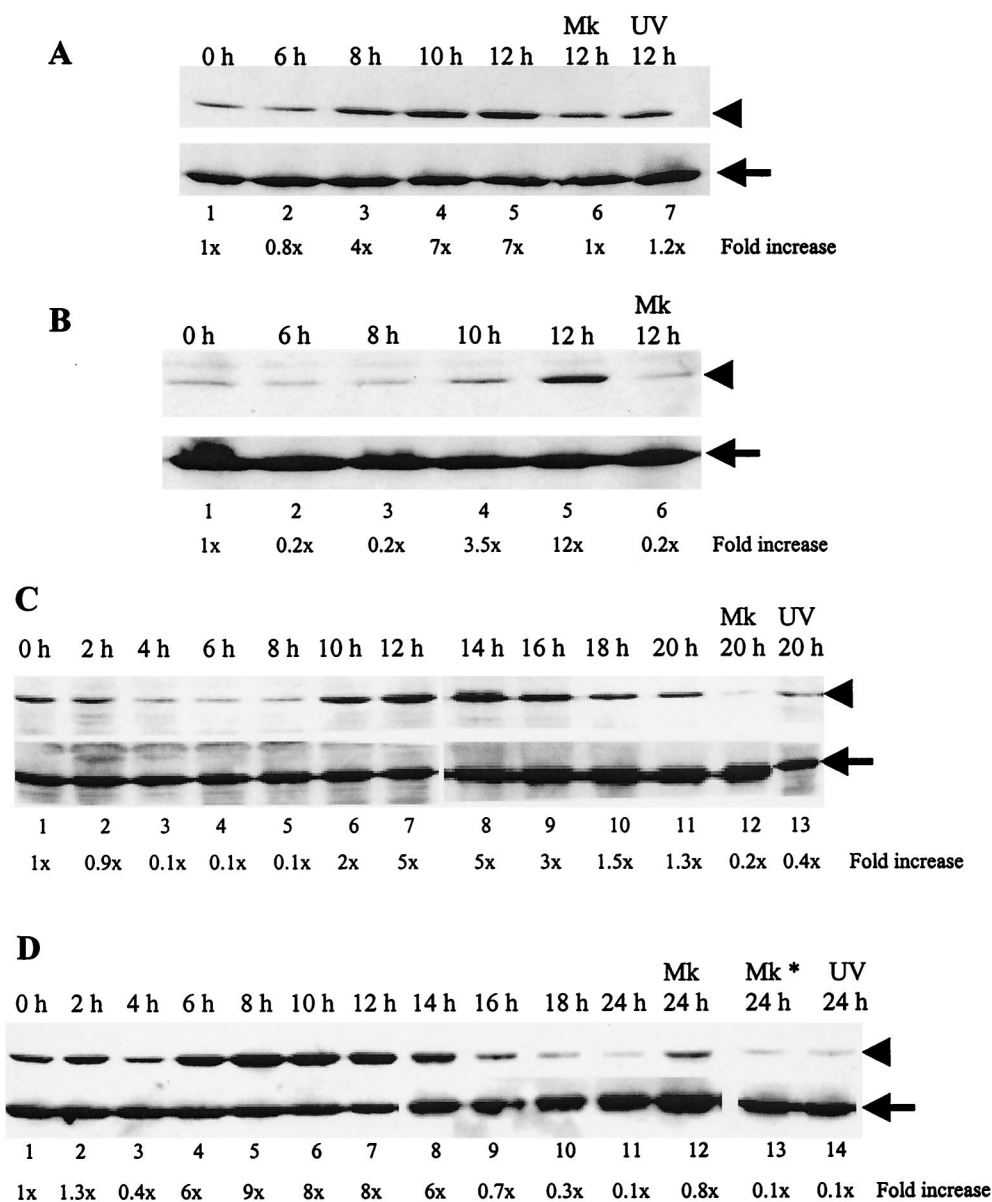 A
Mk UV
0 h 6 h 8 h 10 h 12 h 12 h 12 h
1 2 3 4 5 6 7
1x 0.8x 4x 7x 7x 1x 1.2x Fold increase
B
Mk
0 h 6 h 8 h 10 h 12 h 12 h
1 2 3 4 5 6
1x 0.2x 0.2x 3.5x 12x 0.2x Fold increase
C
Mk UV
0 h 2 h 4 h 6 h 8 h 10 h 12 h 14 h 16 h 18 h 20 h 20 h 20 h
1 2 3 4 5 6 7 8 9 10 11 12 13
1x 0.9x 0.1x 0.1x 0.1x 2x 5x 5x 3x 1.5x 1.3x 0.2x 0.4x Fold increase
D
Mk Mk * UV
0 h 2 h 4 h 6 h 8 h 10 h 12 h 14 h 16 h 18 h 24 h 24 h 24 h 24 h
1 2 3 4 5 6 7 8 9 10 11 12 13 14
1x 1.3x 0.4x 6x 9x 8x 8x 6x 0.7x 0.3x 0.1x 0.8x 0.1x 0.1x Fold increase